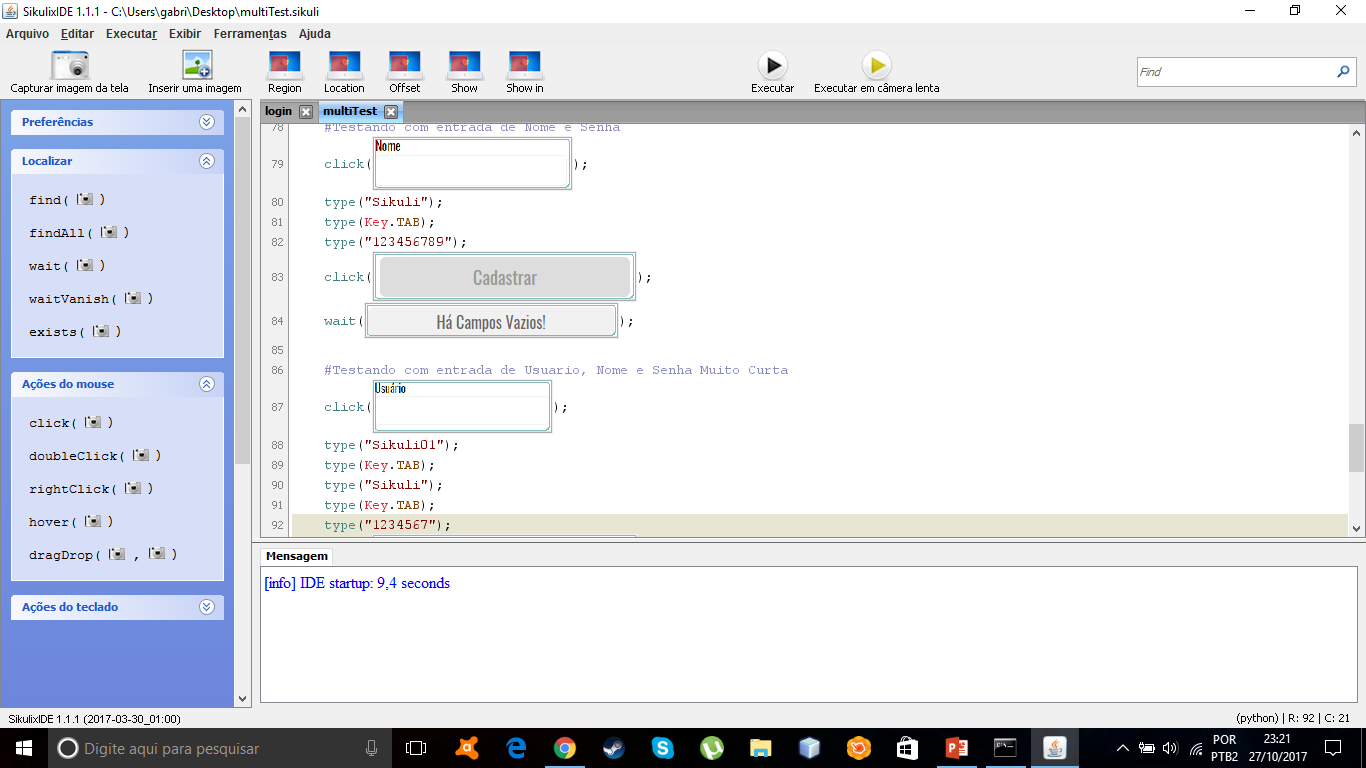 SikulixIDE 1.1.1 - C:\Users\gabri\Desktop\multiTest.sikuli
Arquivo Editar Executar Exibir Ferramentas Ajuda
Capturar imagem da tela Inserir uma imagem Region Location Offset Show Show in Executar Executar em câmera lenta Find
Preferências
Localizar
find( )
findAll( )
wait( )
waitVanish( )
exists( )
Ações do mouse
click( )
doubleClick( )
rightClick( )
hover( )
dragDrop( , )
Ações do teclado
login multiTest
78 #Testando com entrada de Nome e Senha
79 click( Nome );
80 type("Sikuli");
81 type(Key.TAB);
82 type("123456789");
83 click( Cadastrar );
84 wait( Há Campos Vazios! );
85
86 #Testando com entrada de Usuario, Nome e Senha Muito Curta
87 click( Usuário );
88 type("Sikuli01");
89 type(Key.TAB);
90 type("Sikuli");
91 type(Key.TAB);
92 type("1234567");
Mensagem
[info] IDE startup: 9,4 seconds
SikulixIDE 1.1.1 (2017-03-30_01:00) (python) | R: 92 | C: 21
Digite aqui para pesquisar
POR 23:21
PTB2 27/10/2017